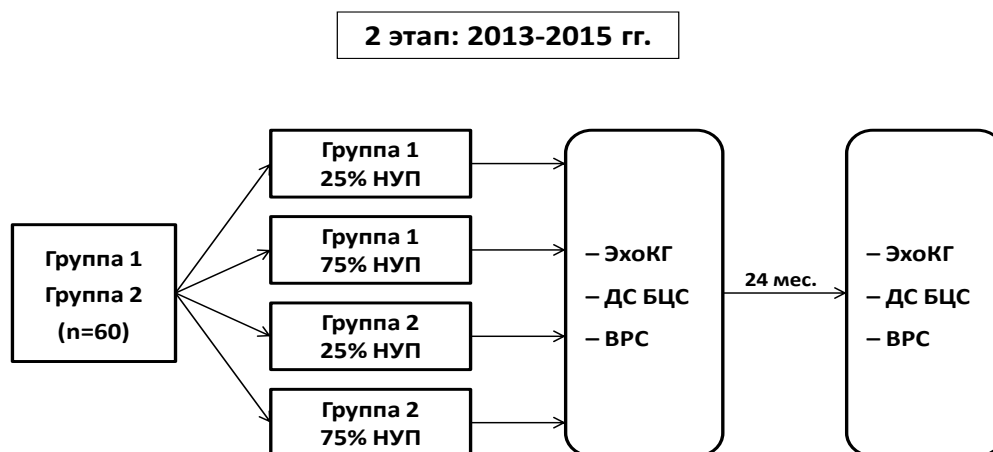 2 этап: 2013-2015 гг.
Группа 1
Группа 2
(n=60)
Группа 1
25% НУП
Группа 1
75% НУП
Группа 2
25% НУП
Группа 2
75% НУП
– ЭхоКГ
– ДС БЦС
– ВРС
24 мес.
– ЭхоКГ
– ДС БЦС
– ВРС